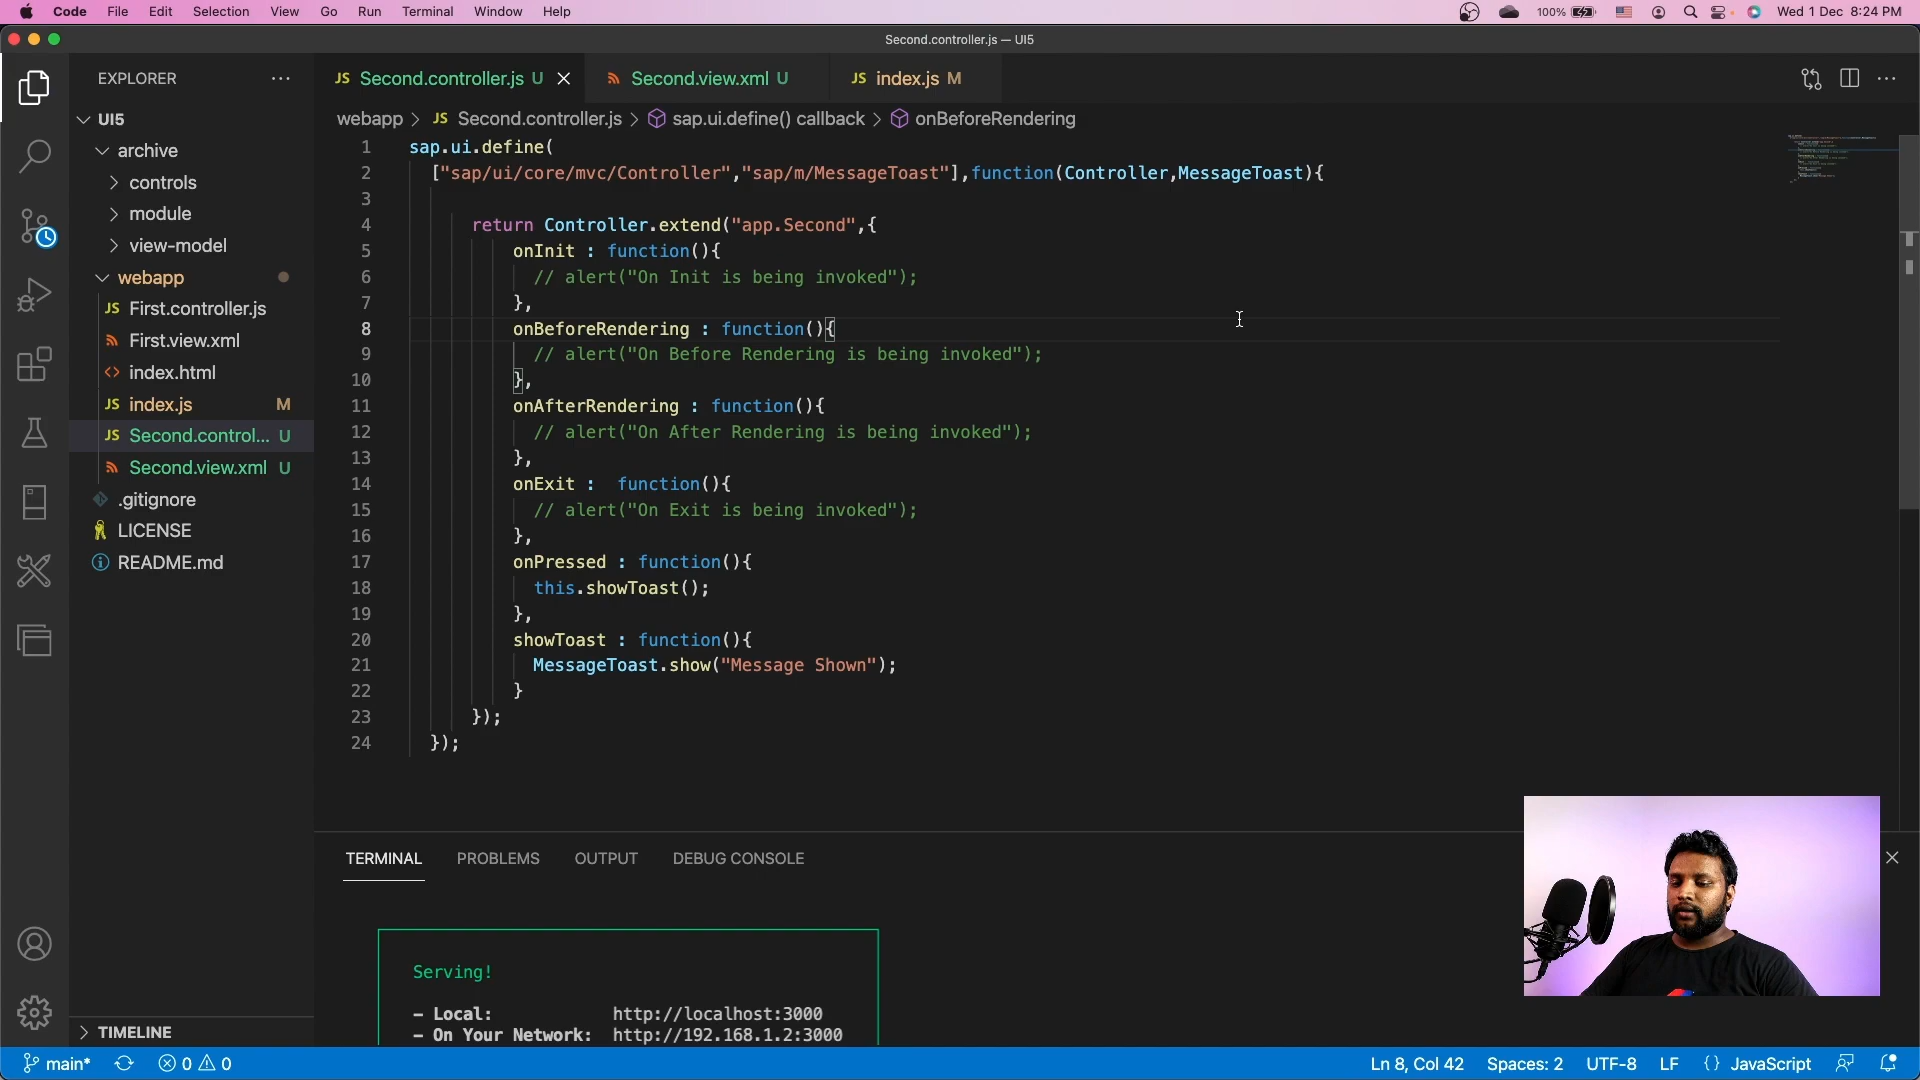 Code File Edit Selection View Go Run Terminal Window Help 100% Wed 1 Dec 8:24 PM
Second.controller.js — UI5
EXPLORER
JS Second.controller.js U
Second.view.xml U
JS index.js M
webapp > JS Second.controller.js > sap.ui.define() callback > onBeforeRendering
UI5
archive
controls
module
view-model
webapp
JS First.controller.js
First.view.xml
<> index.html
JS index.js M
JS Second.control... U
Second.view.xml U
.gitignore
LICENSE
README.md
TIMELINE
1 sap.ui.define(
2 ["sap/ui/core/mvc/Controller","sap/m/MessageToast"],function(Controller,MessageToast){
3
4 return Controller.extend("app.Second",{
5 onInit : function(){
6 // alert("On Init is being invoked");
7 },
8 onBeforeRendering : function(){
9 // alert("On Before Rendering is being invoked");
10 },
11 onAfterRendering : function(){
12 // alert("On After Rendering is being invoked");
13 },
14 onExit :  function(){
15 // alert("On Exit is being invoked");
16 },
17 onPressed : function(){
18 this.showToast();
19 },
20 showToast : function(){
21 MessageToast.show("Message Shown");
22 }
23 });
24 });
TERMINAL PROBLEMS OUTPUT DEBUG CONSOLE
Serving!
– Local: http://localhost:3000
– On Your Network: http://192.168.1.2:3000
main* 0 0 Ln 8, Col 42 Spaces: 2 UTF-8 LF {} JavaScript